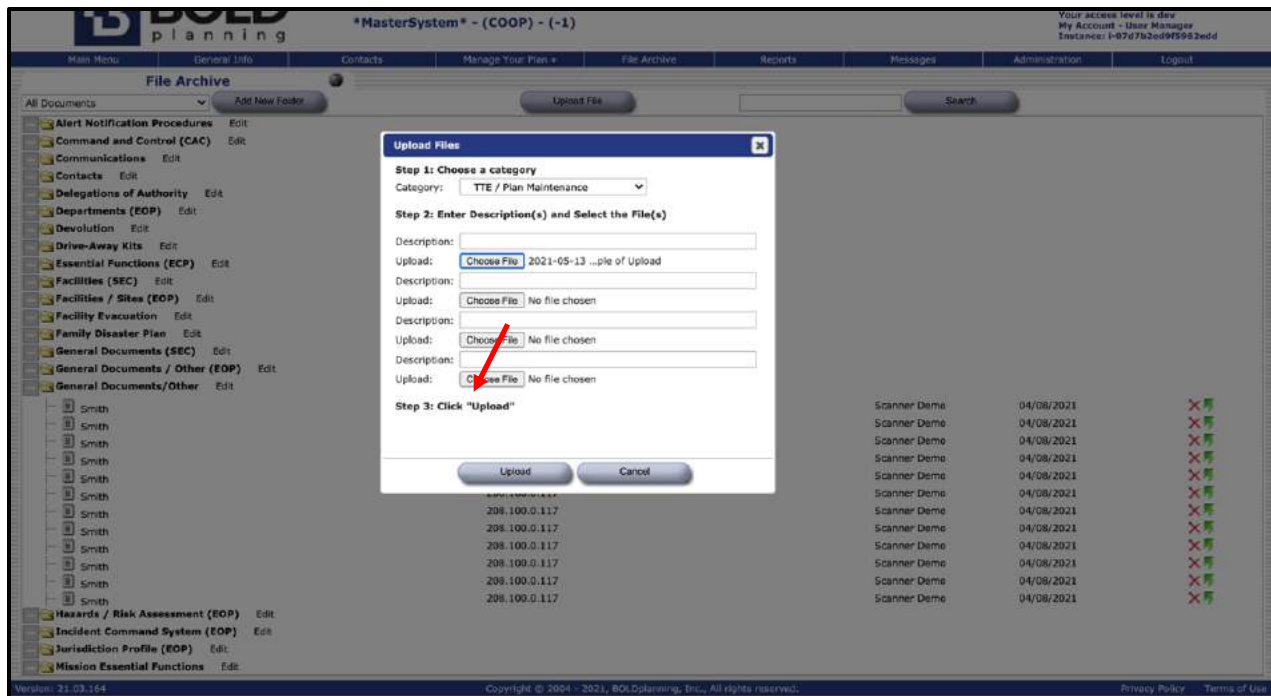 BOLD
planning
*MasterSystem* - (COOP) - (-1)
Your access level is dev
My Account - User Manager
Instance: i-07d7b2ed9f5962edd
Main Menu General Info Contacts Manage Your Plan + File Archive Reports Messages Administration Logout
File Archive
All Documents Add New Folder Upload File Search
Alert Notification Procedures Edit
Command and Control (CAC) Edit
Communications Edit
Contacts Edit
Delegations of Authority Edit
Departments (EOP) Edit
Devolution Edit
Drive-Away Kits Edit
Essential Functions (ECP) Edit
Facilities (SEC) Edit
Facilities / Sites (EOP) Edit
Facility Evacuation Edit
Family Disaster Plan Edit
General Documents (SEC) Edit
General Documents / Other (EOP) Edit
General Documents/Other Edit
Upload Files
Step 1: Choose a category
Category: TTE / Plan Maintenance
Step 2: Enter Description(s) and Select the File(s)
Description:
Upload: Choose File 2021-05-13 ...ple of Upload
Description:
Upload: Choose File No file chosen
Description:
Upload: Choose File No file chosen
Description:
Upload: Choose File No file chosen
Step 3: Click "Upload"
Upload Cancel
Smith Scanner Demo 04/08/2021
Smith Scanner Demo 04/08/2021
Smith Scanner Demo 04/08/2021
Smith Scanner Demo 04/08/2021
Smith Scanner Demo 04/08/2021
Smith 208.100.0.117 Scanner Demo 04/08/2021
Smith 208.100.0.117 Scanner Demo 04/08/2021
Smith 208.100.0.117 Scanner Demo 04/08/2021
Smith 208.100.0.117 Scanner Demo 04/08/2021
Smith 208.100.0.117 Scanner Demo 04/08/2021
Smith 208.100.0.117 Scanner Demo 04/08/2021
Smith 208.100.0.117 Scanner Demo 04/08/2021
Hazards / Risk Assessment (EOP) Edit
Incident Command System (EOP) Edit
Jurisdiction Profile (EOP) Edit
Mission Essential Functions Edit
Version: 21.03.164 Copyright © 2004 - 2021, BOLDplanning, Inc., All rights reserved. Privacy Policy Terms of Use